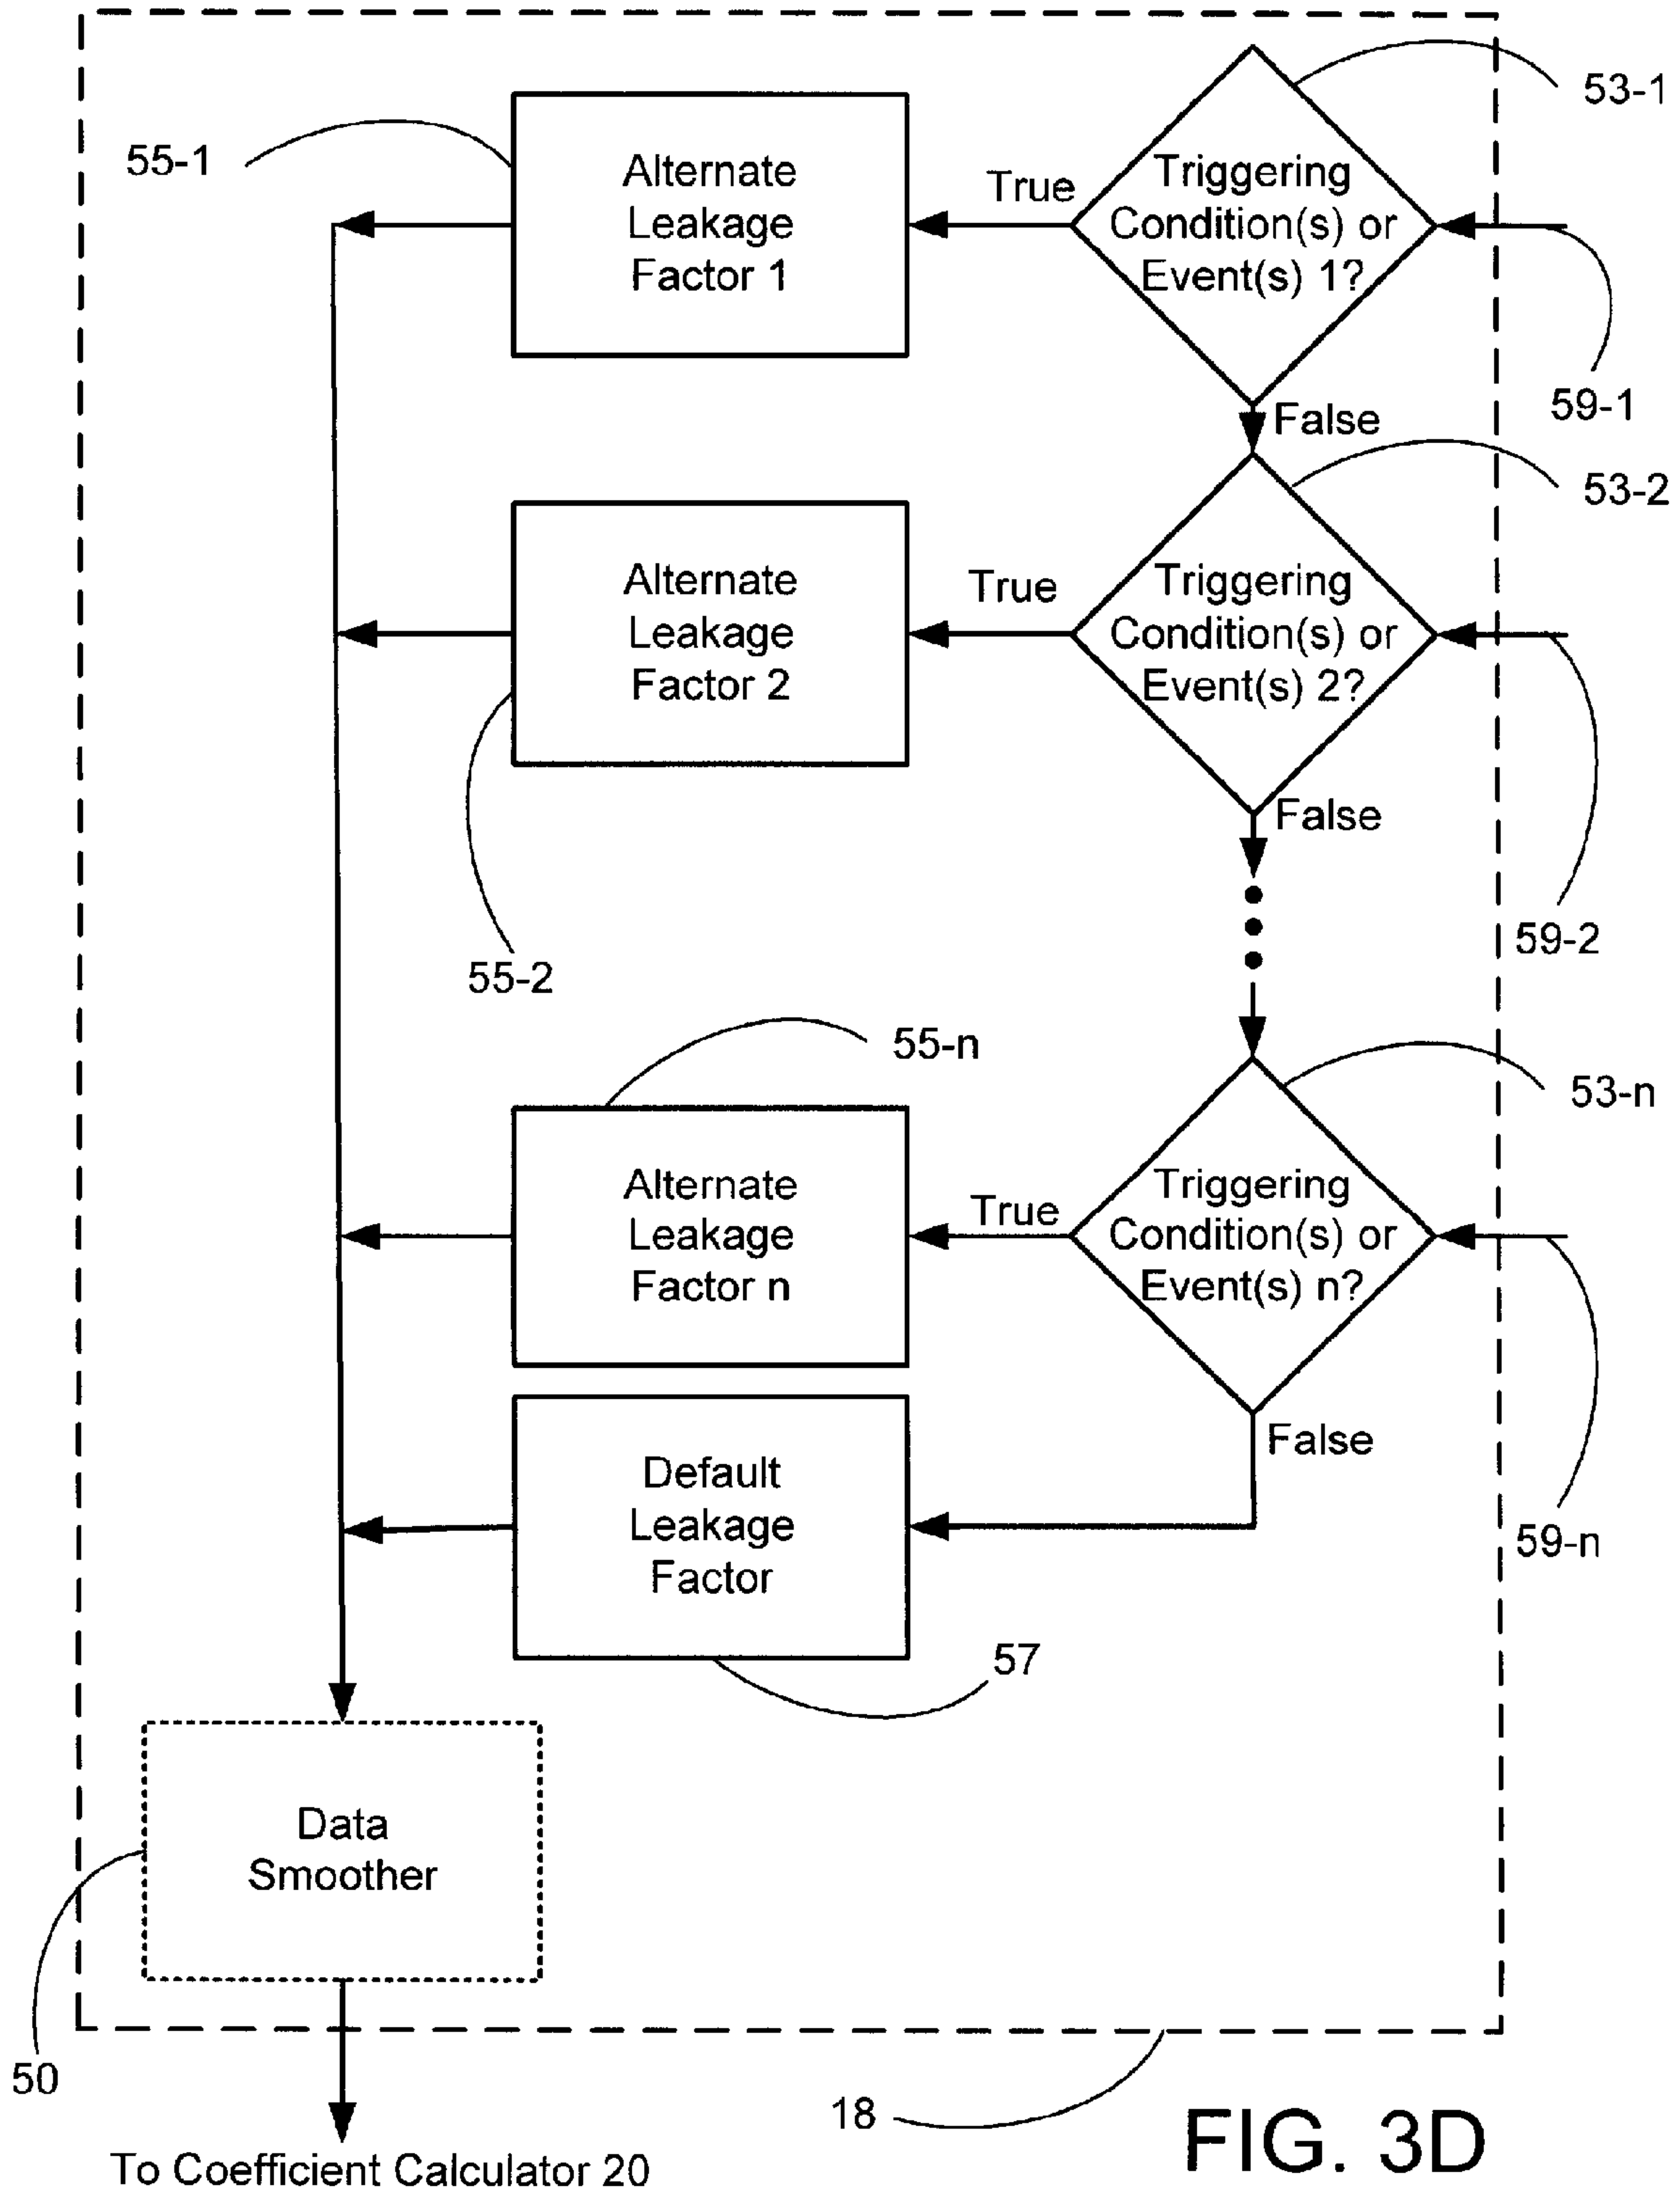 53-1
55-1
Alternate
Leakage
Factor 1
True
Triggering
Condition(s) or
Event(s) 1?
59-1
False
53-2
Alternate
Leakage
Factor 2
True
Triggering
Condition(s) or
Event(s) 2?
False
59-2
55-2
55-n
53-n
Alternate
Leakage
Factor n
True
Triggering
Condition(s) or
Event(s) n?
False
59-n
Default
Leakage
Factor
57
Data
Smoother
50
18
FIG. 3D
To Coefficient Calculator 20